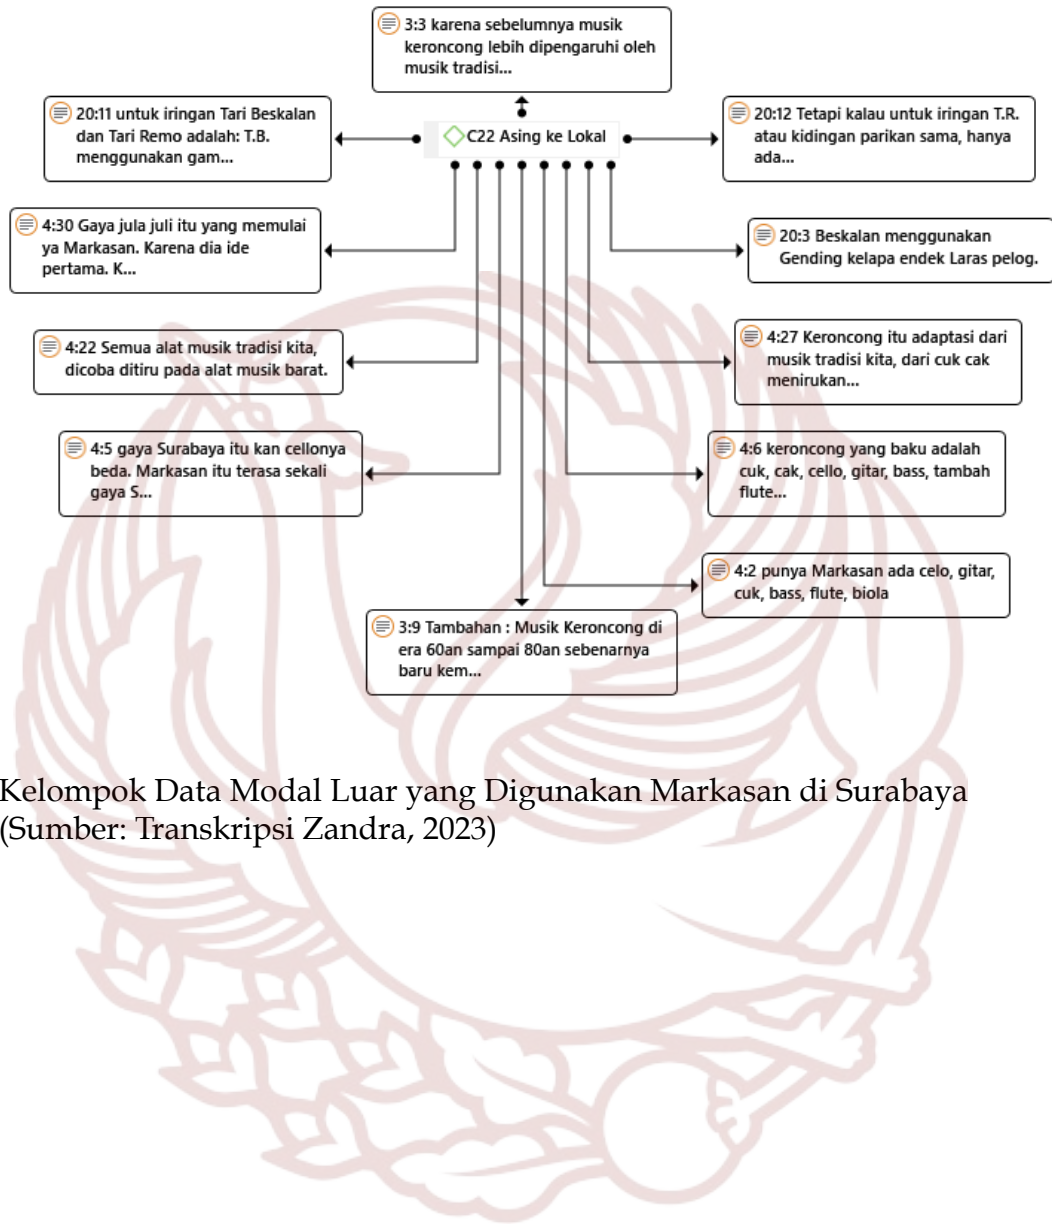 3:3 karena sebelumnya musik
keroncong lebih dipengaruhi oleh
musik tradisi...
20:11 untuk iringan Tari Beskalan
dan Tari Remo adalah: T.B.
menggunakan gam...
C22 Asing ke Lokal
20:12 Tetapi kalau untuk iringan T.R.
atau kidingan parikan sama, hanya
ada...
4:30 Gaya jula juli itu yang memulai
ya Markasan. Karena dia ide
pertama. K...
20:3 Beskalan menggunakan
Gending kelapa endek Laras pelog.
4:22 Semua alat musik tradisi kita,
dicoba ditiru pada alat musik barat.
4:27 Keroncong itu adaptasi dari
musik tradisi kita, dari cuk cak
menirukan...
4:5 gaya Surabaya itu kan cellonya
beda. Markasan itu terasa sekali
gaya S...
4:6 keroncong yang baku adalah
cuk, cak, cello, gitar, bass, tambah
flute...
4:2 punya Markasan ada celo, gitar,
cuk, bass, flute, biola
3:9 Tambahan : Musik Keroncong di
era 60an sampai 80an sebenarnya
baru kem...
Kelompok Data Modal Luar yang Digunakan Markasan di Surabaya
(Sumber: Transkripsi Zandra, 2023)